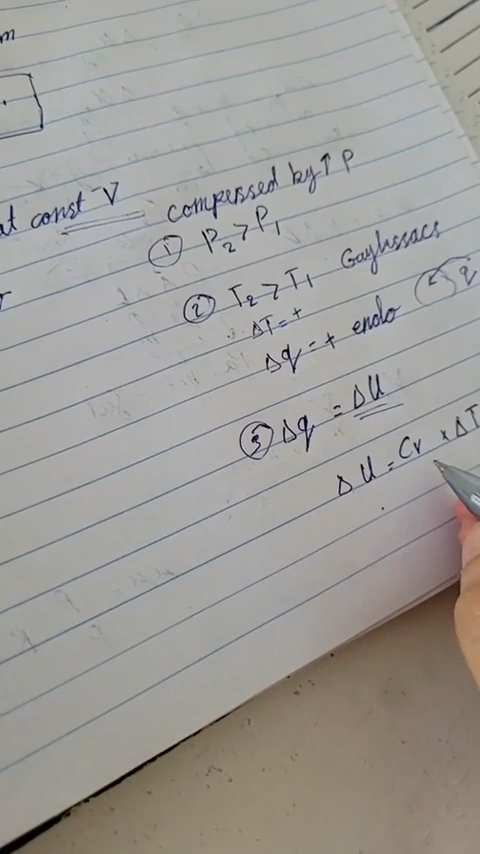 m
at const V compessed by ↑ P
① P₂ > P₁
② T₂ > T₁ Gaylussacs
ΔT = +
Δq = + endo q
③ Δq = ΔU
ΔU = Cv × ΔT